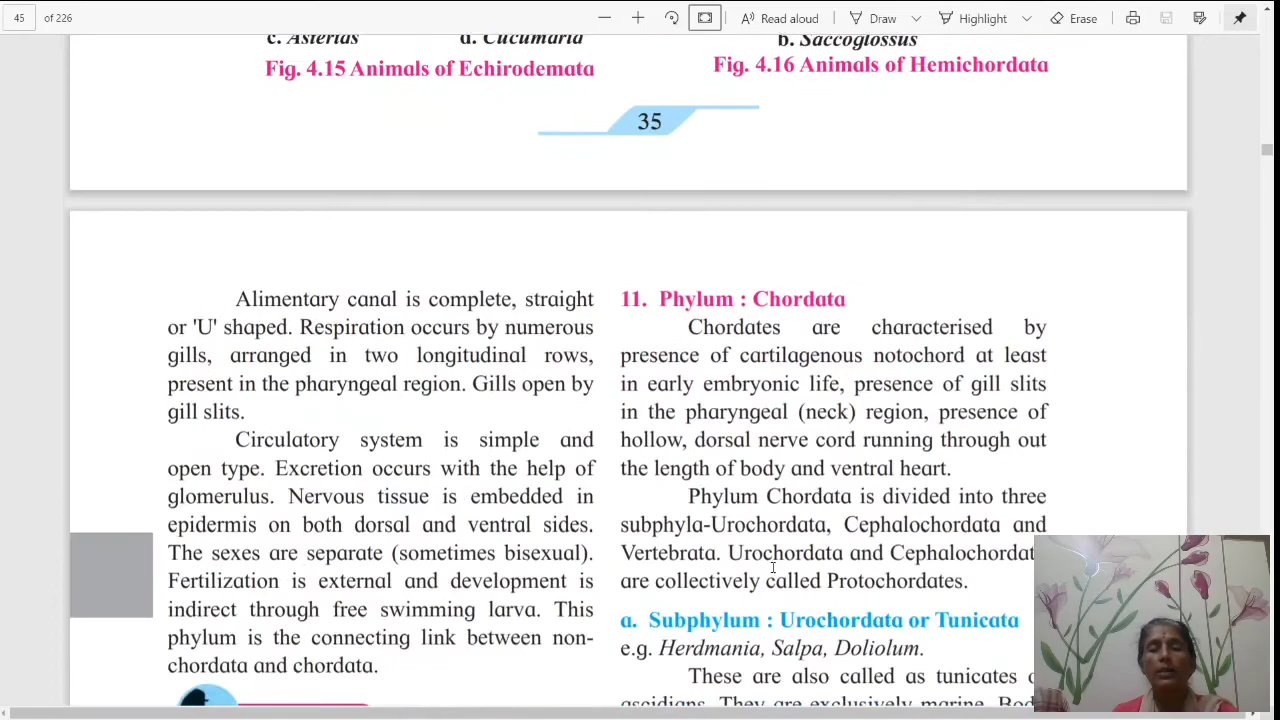 45 of 226
Read aloud
Draw
Highlight
Erase
c. Asterias d. Cucumaria
b. Saccoglossus
Fig. 4.15 Animals of Echirodemata
Fig. 4.16 Animals of Hemichordata
35
Alimentary canal is complete, straight
or 'U' shaped. Respiration occurs by numerous
gills, arranged in two longitudinal rows,
present in the pharyngeal region. Gills open by
gill slits.
Circulatory system is simple and
open type. Excretion occurs with the help of
glomerulus. Nervous tissue is embedded in
epidermis on both dorsal and ventral sides.
The sexes are separate (sometimes bisexual).
Fertilization is external and development is
indirect through free swimming larva. This
phylum is the connecting link between non-
chordata and chordata.
11. Phylum : Chordata
Chordates are characterised by
presence of cartilagenous notochord at least
in early embryonic life, presence of gill slits
in the pharyngeal (neck) region, presence of
hollow, dorsal nerve cord running through out
the length of body and ventral heart.
Phylum Chordata is divided into three
subphyla-Urochordata, Cephalochordata and
Vertebrata. Urochordata and Cephalochordat
are collectively called Protochordates.
a. Subphylum : Urochordata or Tunicata
e.g. Herdmania, Salpa, Doliolum.
These are also called as tunicates
ascidians. They are exclusively marine. Bod